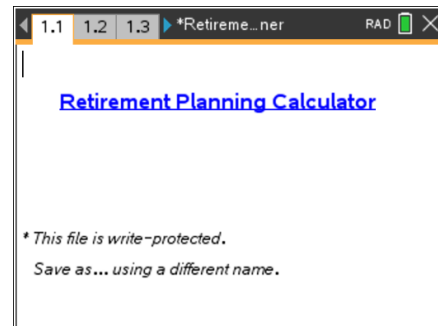 1.1 1.2 1.3 *Retireme...ner RAD
Retirement Planning Calculator
* This file is write-protected.
Save as... using a different name.